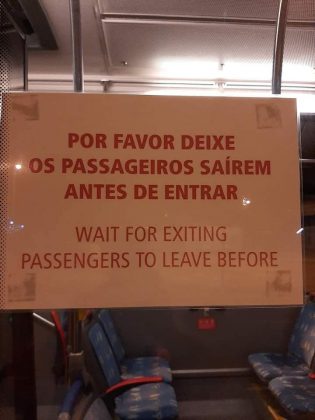 POR FAVOR DEIXE
OS PASSAGEIROS SAÍREM
ANTES DE ENTRAR
WAIT FOR EXITING
PASSENGERS TO LEAVE BEFORE